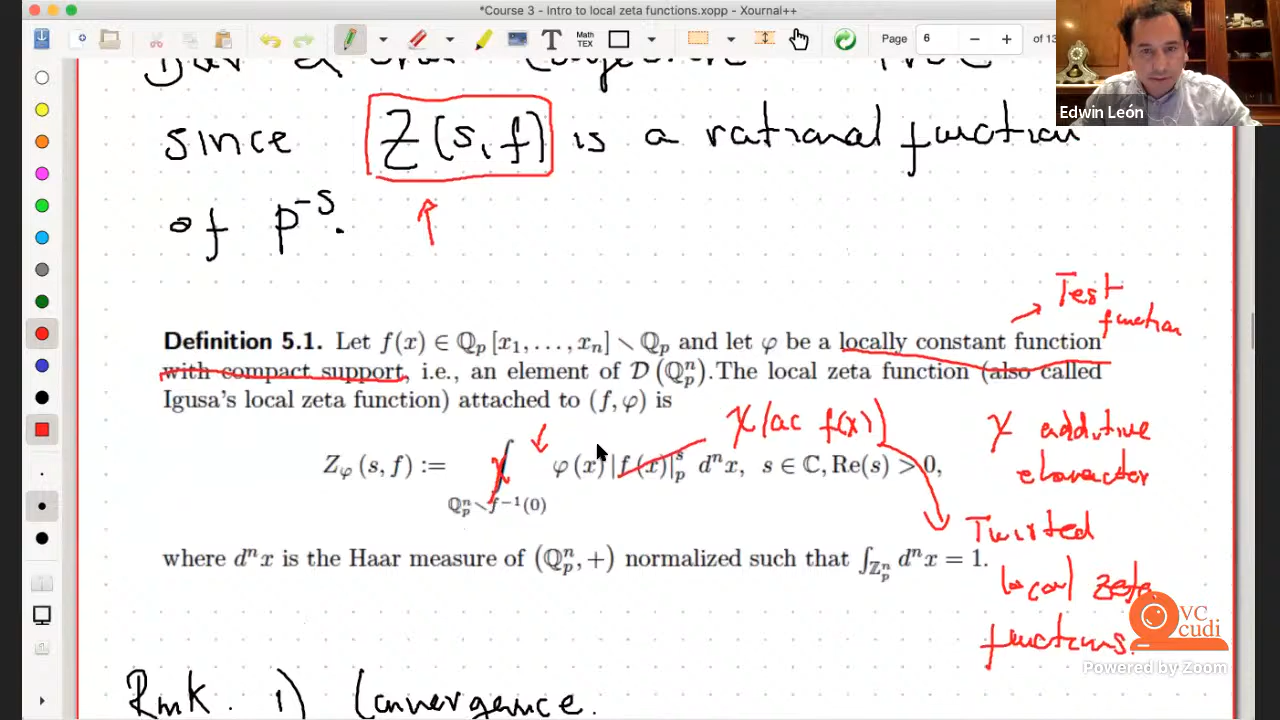 *Course 3 - Intro to local zeta functions.xopp - Xournal++
Math
TEX
Page 6 of 13
Edwin León
since Z(s, f) is a rational function
of p^{-s}.
Test
function
Definition 5.1. Let f(x) ∈ ℚ_p [x_1, …, x_n] ∖ ℚ_p and let φ be a locally constant function
with compact support, i.e., an element of 𝒟(ℚ_p^n).The local zeta function (also called
Igusa's local zeta function) attached to (f, φ) is
χ(ac f(x))
χ additive
character
Z_φ (s, f) := ∫_{ℚ_p^n∖f^{-1}(0)} φ(x) |f(x)|_p^s d^n x, s ∈ ℂ, Re(s) > 0,
Twisted
local zeta
functions.
where d^n x is the Haar measure of (ℚ_p^n, +) normalized such that ∫_{ℤ_p^n} d^n x = 1.
VC
cudi
Powered by Zoom
Rmk. 1) Convergence.